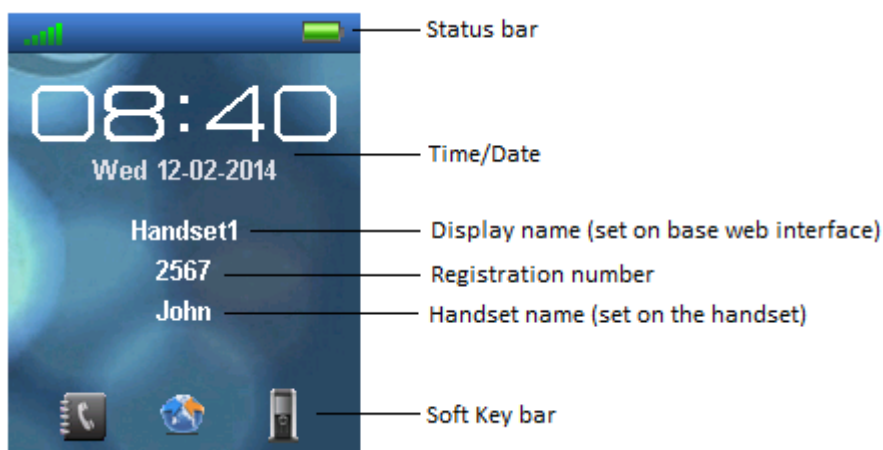 Status bar
08:40
Time/Date
Wed 12-02-2014
Handset1
Display name (set on base web interface)
2567
Registration number
John
Handset name (set on the handset)
Soft Key bar